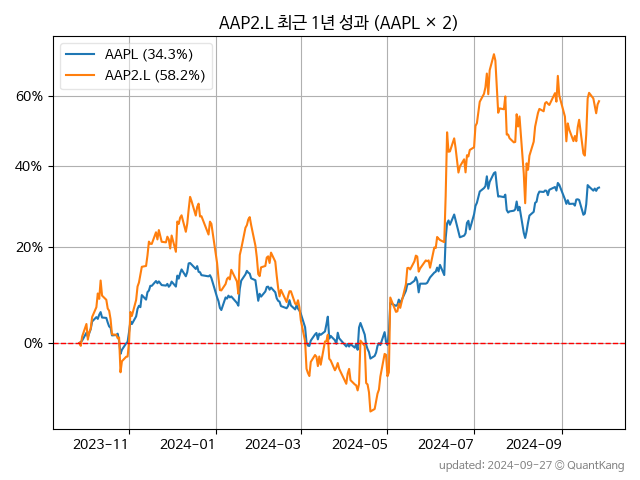 AAP2.L 최근 1년 성과 (AAPL × 2)
AAPL (34.3%)
AAP2.L (58.2%)
60%
40%
20%
0%
2023-11 2024-01 2024-03 2024-05 2024-07 2024-09
updated: 2024-09-27 © QuantKang